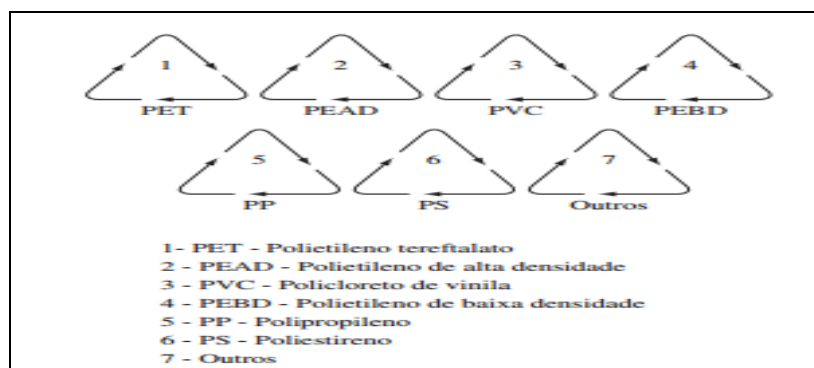 1 2 3 4
PET PEAD PVC PEBD
5 6 7
PP PS Outros
1- PET - Polietileno tereftalato
2 - PEAD - Polietileno de alta densidade
3 - PVC - Policloreto de vinila
4 - PEBD - Polietileno de baixa densidade
5 - PP - Polipropileno
6 - PS - Poliestireno
7 - Outros